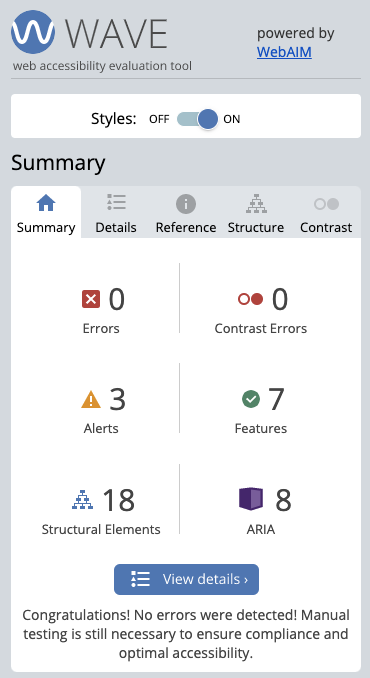 WAVE
powered by
WebAIM
web accessibility evaluation tool
Styles: OFF ON
Summary
Summary Details Reference Structure Contrast
0 0
Errors Contrast Errors
3 7
Alerts Features
18 8
Structural Elements ARIA
View details ›
Congratulations! No errors were detected! Manual
testing is still necessary to ensure compliance and
optimal accessibility.